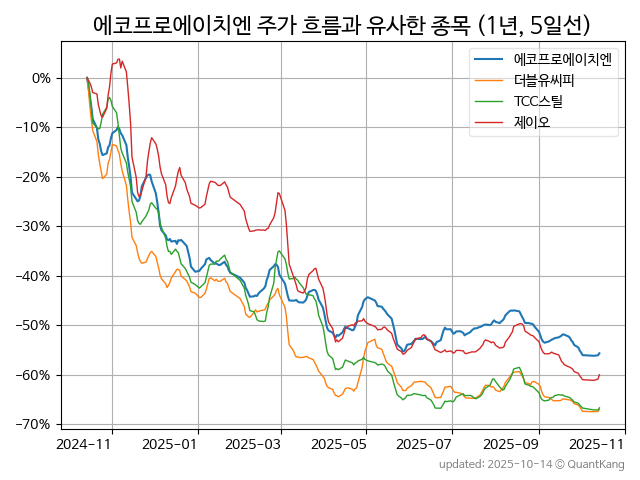 에코프로에이치엔 주가 흐름과 유사한 종목 (1년, 5일선)
에코프로에이치엔
더블유씨피
TCC스틸
제이오
0%
−10%
−20%
−30%
−40%
−50%
−60%
−70%
2024-11 2025-01 2025-03 2025-05 2025-07 2025-09 2025-11
updated: 2025-10-14 © QuantKang